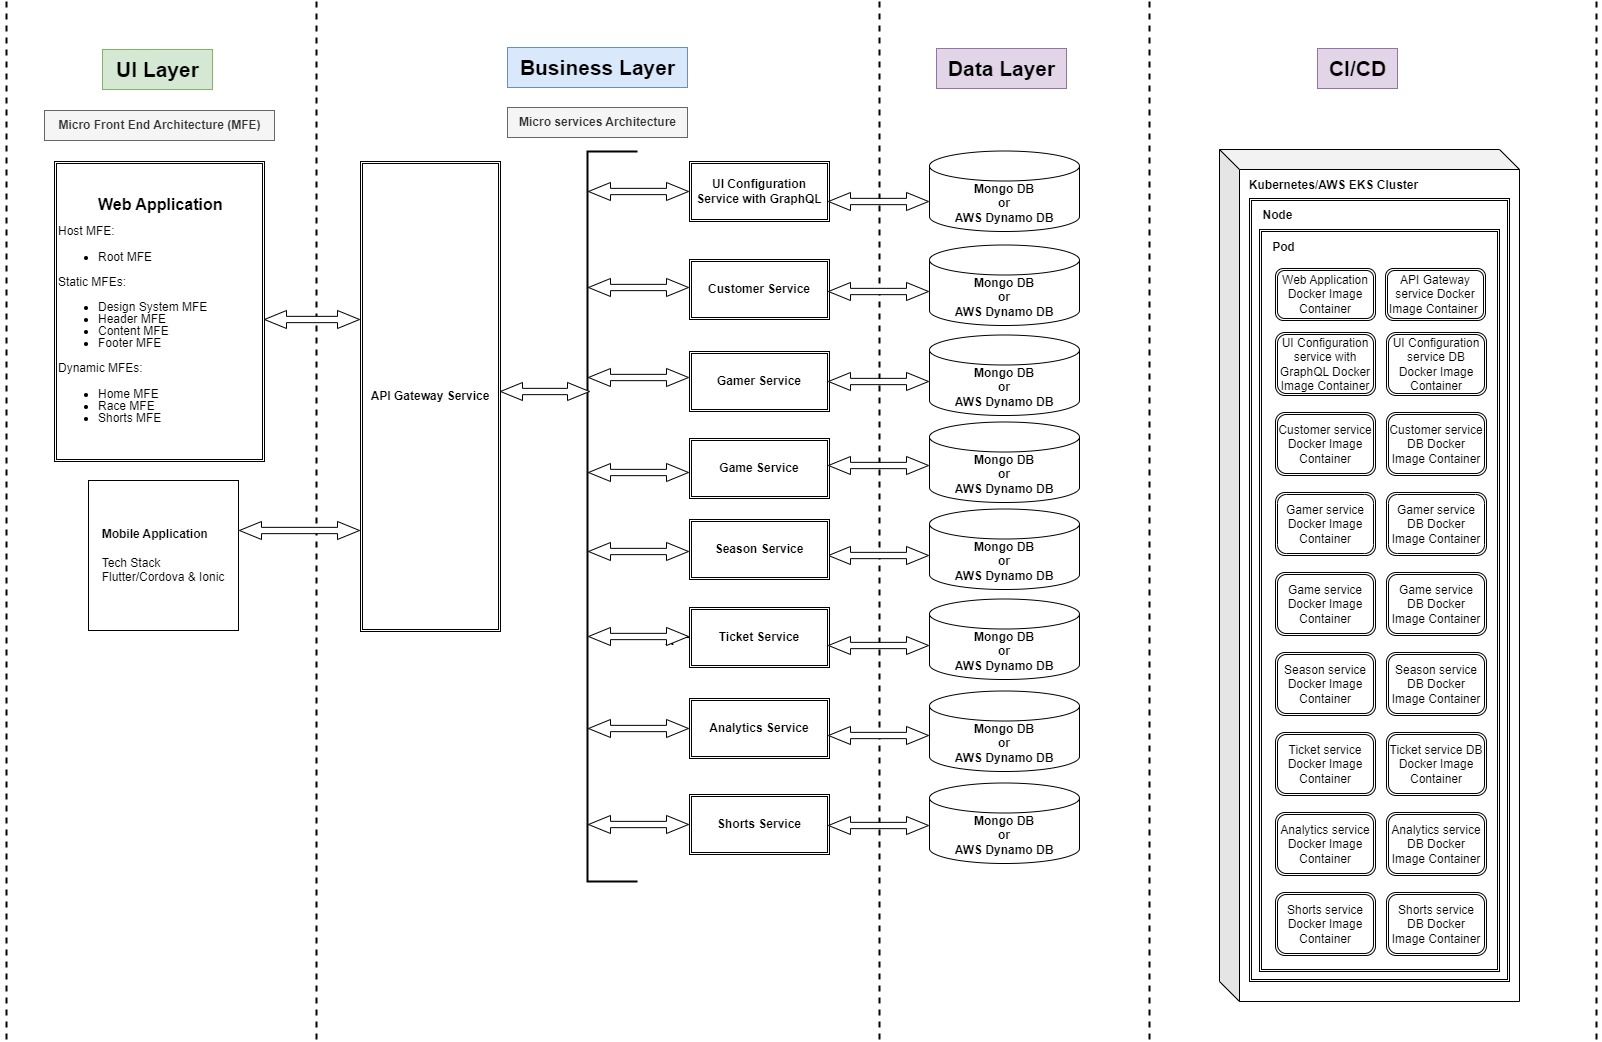 UI Layer
Micro Front End Architecture (MFE)
Web Application
Host MFE:
Root MFE
Static MFEs:
Design System MFE
Header MFE
Content MFE
Footer MFE
Dynamic MFEs:
Home MFE
Race MFE
Shorts MFE
Mobile Application
Tech Stack
Flutter/Cordova & Ionic
Business Layer
Micro services Architecture
API Gateway Service
UI Configuration
Service with GraphQL
Customer Service
Gamer Service
Game Service
Season Service
Ticket Service
Analytics Service
Shorts Service
Data Layer
Mongo DB
or
AWS Dynamo DB
Mongo DB
or
AWS Dynamo DB
Mongo DB
or
AWS Dynamo DB
Mongo DB
or
AWS Dynamo DB
Mongo DB
or
AWS Dynamo DB
Mongo DB
or
AWS Dynamo DB
Mongo DB
or
AWS Dynamo DB
Mongo DB
or
AWS Dynamo DB
CI/CD
Kubernetes/AWS EKS Cluster
Node
Pod
Web Application
Docker Image
Container
API Gateway
service Docker
Image Container
UI Configuration
service with
GraphQL Docker
Image Container
UI Configuration
service DB
Docker Image
Container
Customer service
Docker Image
Container
Customer service
DB Docker
Image Container
Gamer service
Docker Image
Container
Gamer service
DB Docker
Image Container
Game service
Docker Image
Container
Game service
DB Docker
Image Container
Season service
Docker Image
Container
Season service
DB Docker
Image Container
Ticket service
Docker Image
Container
Ticket service DB
Docker Image
Container
Analytics service
Docker Image
Container
Analytics service
DB Docker
Image Container
Shorts service
Docker Image
Container
Shorts service
DB Docker
Image Container